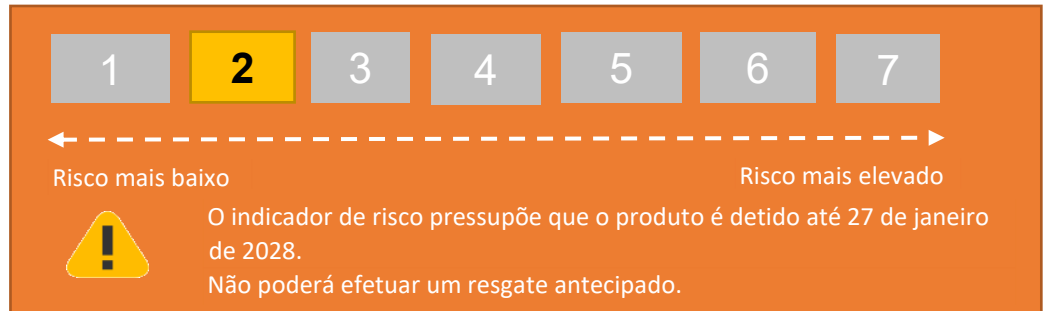 1 2 3 4 5 6 7
Risco mais baixo Risco mais elevado
O indicador de risco pressupõe que o produto é detido até 27 de janeiro
de 2028.
Não poderá efetuar um resgate antecipado.